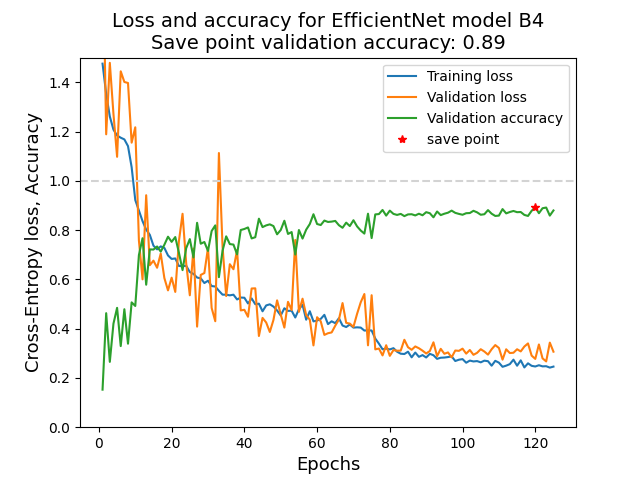 Loss and accuracy for EfficientNet model B4
Save point validation accuracy: 0.89
Training loss
Validation loss
Validation accuracy
save point
Cross-Entropy loss, Accuracy
1.4
1.2
1.0
0.8
0.6
0.4
0.2
0.0
0 20 40 60 80 100 120
Epochs